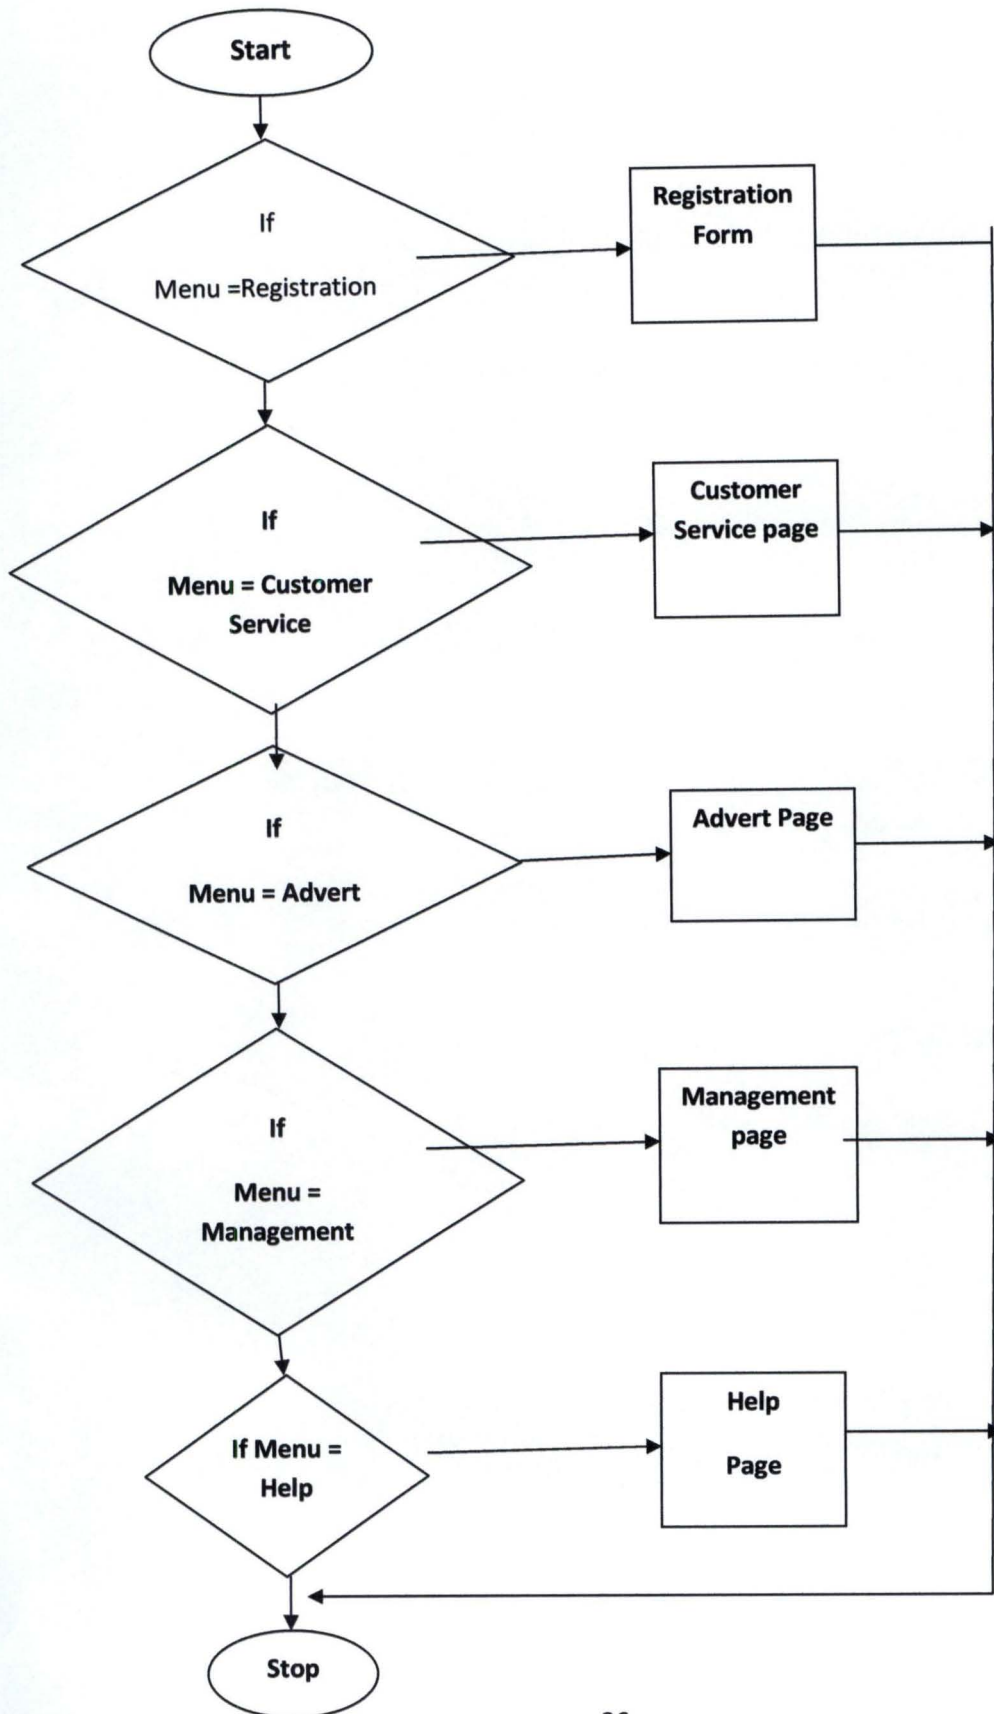 Start
If
Menu =Registration
Registration
Form
If
Menu = Customer
Service
Customer
Service page
If
Menu = Advert
Advert Page
If
Menu =
Management
Management
page
If Menu =
Help
Help
Page
Stop